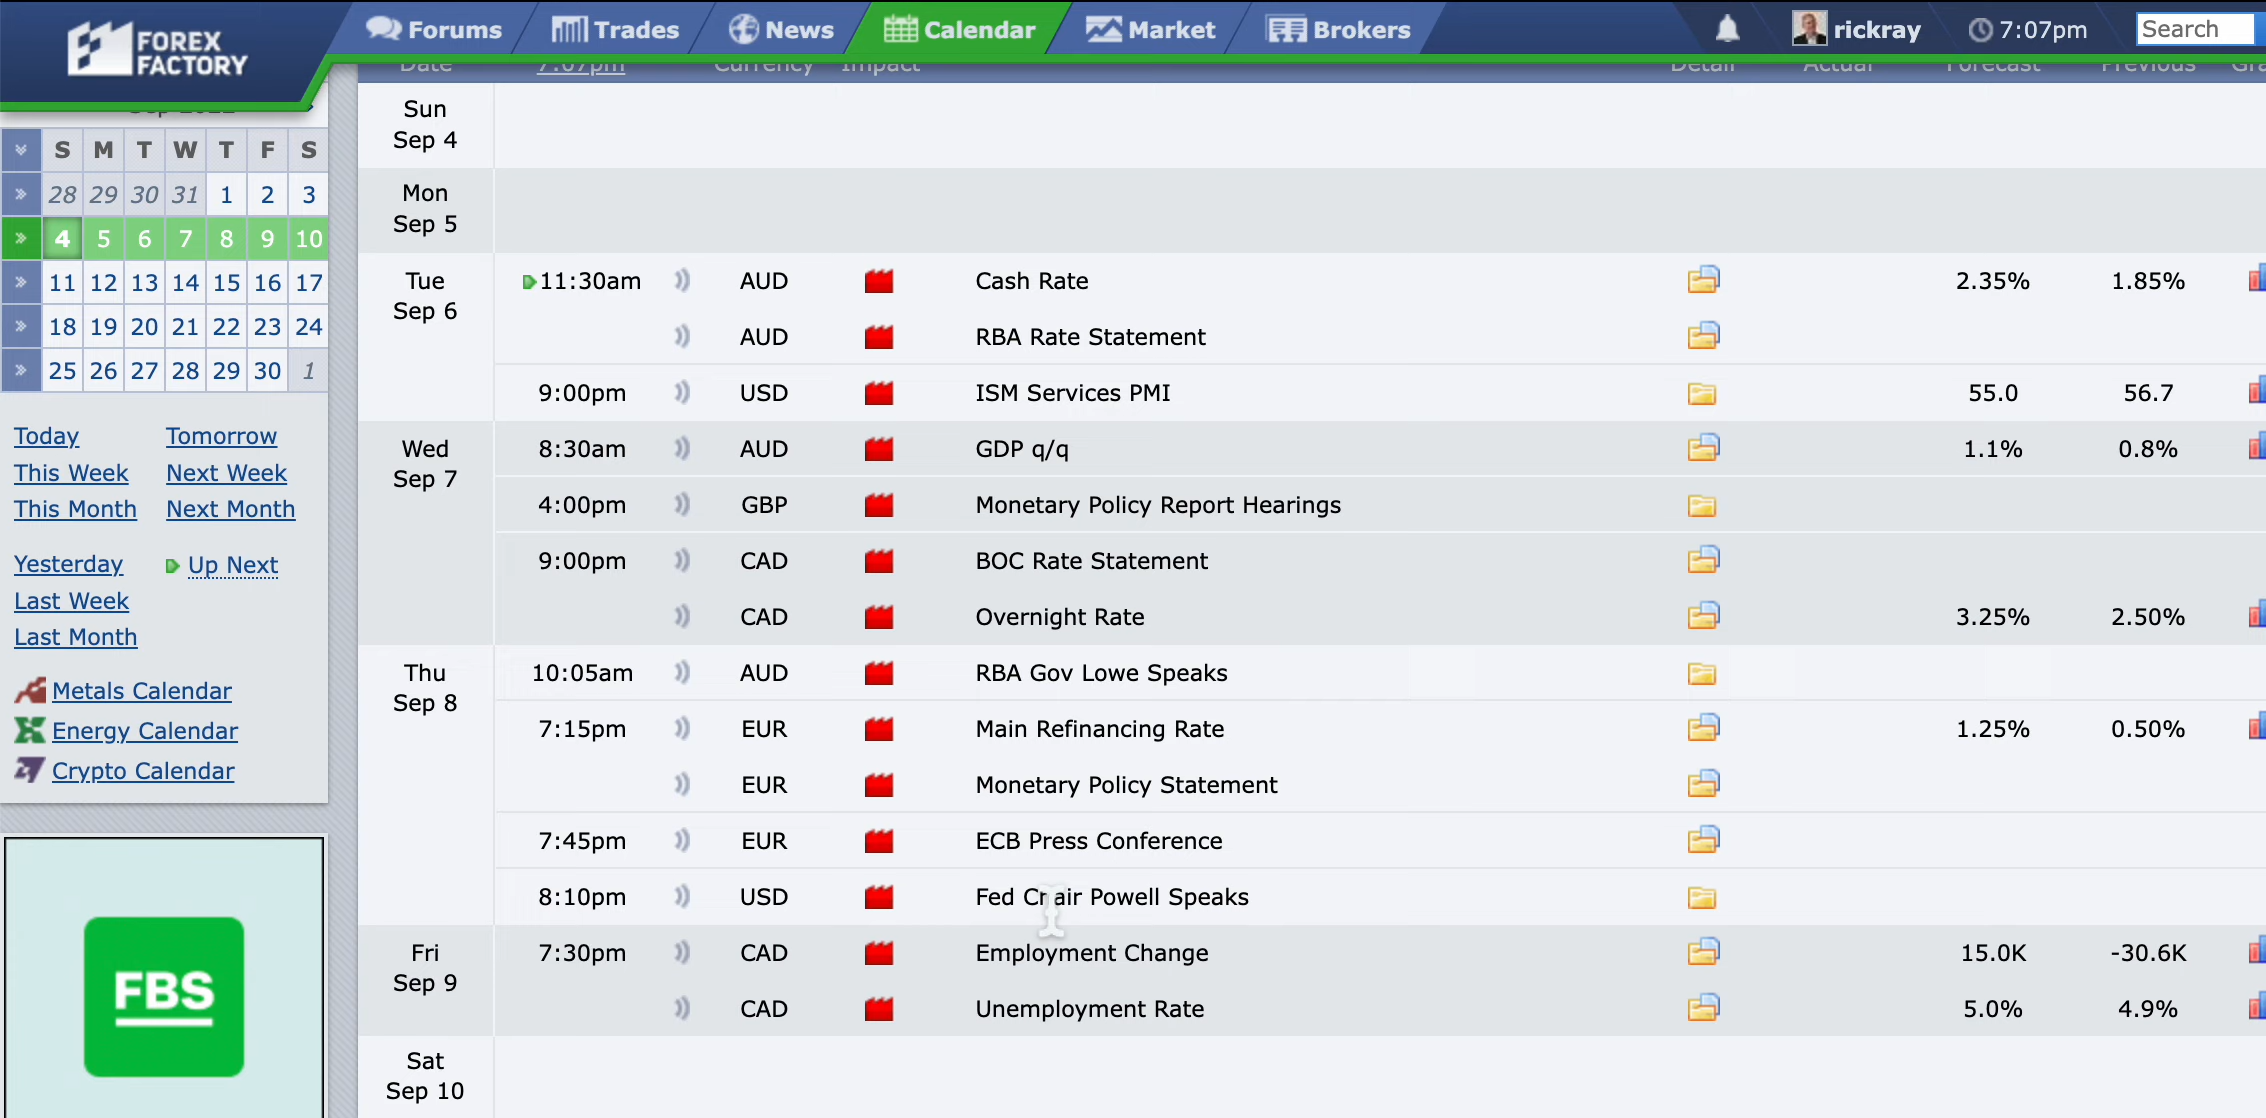 FOREX
FACTORY
Forums Trades News Calendar Market Brokers rickray 7:07pm Search
Date 7:07pm Currency Impact Detail Actual Forecast Previous
S M T W T F S
28 29 30 31 1 2 3
4 5 6 7 8 9 10
11 12 13 14 15 16 17
18 19 20 21 22 23 24
25 26 27 28 29 30 1
Today Tomorrow
This Week Next Week
This Month Next Month
Yesterday Up Next
Last Week
Last Month
Metals Calendar
Energy Calendar
Crypto Calendar
FBS
Sun
Sep 4
Mon
Sep 5
Tue
Sep 6
11:30am AUD Cash Rate 2.35% 1.85%
AUD RBA Rate Statement
9:00pm USD ISM Services PMI 55.0 56.7
Wed
Sep 7
8:30am AUD GDP q/q 1.1% 0.8%
4:00pm GBP Monetary Policy Report Hearings
9:00pm CAD BOC Rate Statement
CAD Overnight Rate 3.25% 2.50%
Thu
Sep 8
10:05am AUD RBA Gov Lowe Speaks
7:15pm EUR Main Refinancing Rate 1.25% 0.50%
EUR Monetary Policy Statement
7:45pm EUR ECB Press Conference
8:10pm USD Fed Chair Powell Speaks
Fri
Sep 9
7:30pm CAD Employment Change 15.0K -30.6K
CAD Unemployment Rate 5.0% 4.9%
Sat
Sep 10